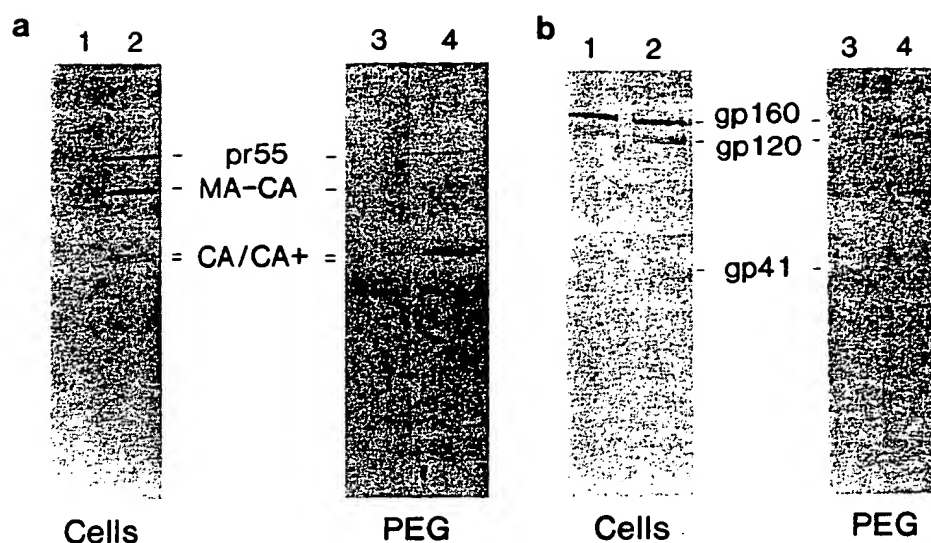 a
1 2
3 4
pr55
MA-CA
CA/CA+
Cells
PEG
b
1 2
3 4
gp160
gp120
gp41
Cells
PEG